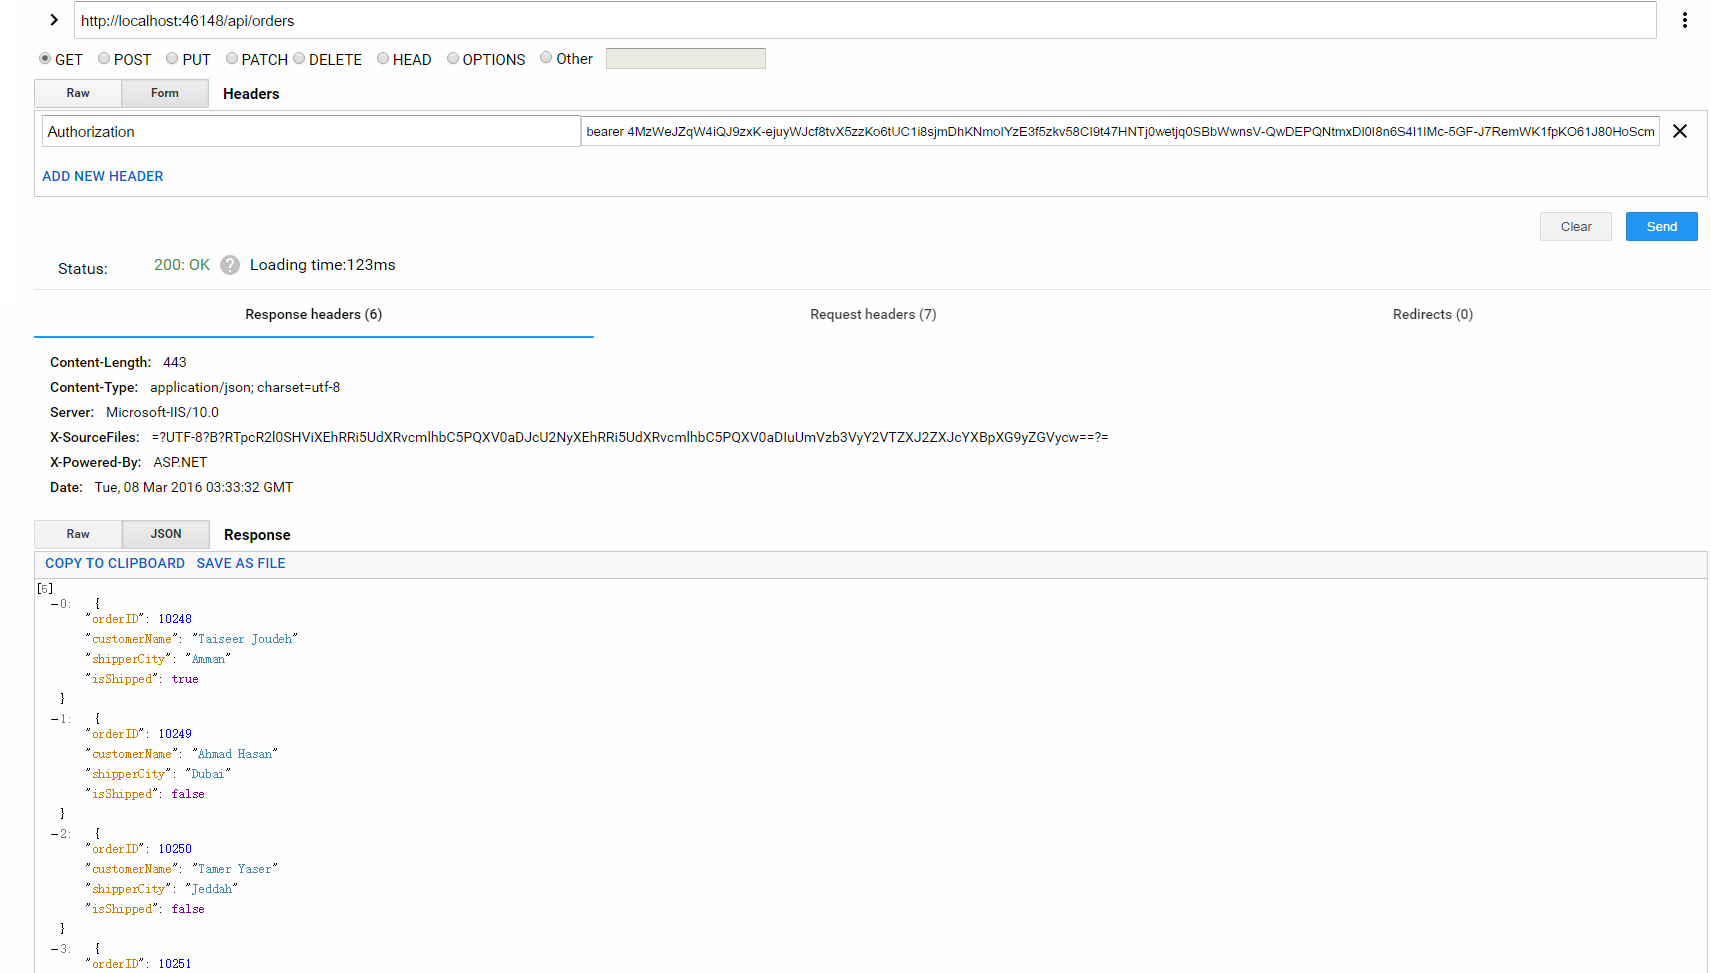 http://localhost:46148/api/orders
GET POST PUT PATCH DELETE HEAD OPTIONS Other
Raw Form Headers
Authorization bearer 4MzWeJZqW4iQJ9zxK-ejuyWJcf8tvX5zzKo6tUC1i8sjmDhKNmoIYzE3f5zkv58CI9t47HNTj0wetjq0SBbWwnsV-QwDEPQNtmxDI0I8n6S4I1IMc-5GF-J7RemWK1fpKO61J80HoScm
ADD NEW HEADER
Clear Send
Status: 200: OK ? Loading time:123ms
Response headers (6) Request headers (7) Redirects (0)
Content-Length: 443
Content-Type: application/json; charset=utf-8
Server: Microsoft-IIS/10.0
X-SourceFiles: =?UTF-8?B?RTpcR2l0SHViXEhRRi5UdXRvcmlhbC5PQXV0aDJcU2NyXEhRRi5UdXRvcmlhbC5PQXV0aDIuUmVzb3VyY2VTZXJ2ZXJcYXBpXG9yZGVycw==?=
X-Powered-By: ASP.NET
Date: Tue, 08 Mar 2016 03:33:32 GMT
Raw JSON Response
COPY TO CLIPBOARD SAVE AS FILE
[5]
-0: {
"orderID": 10248
"customerName": "Taiseer Joudeh"
"shipperCity": "Amman"
"isShipped": true
}
-1: {
"orderID": 10249
"customerName": "Ahmad Hasan"
"shipperCity": "Dubai"
"isShipped": false
}
-2: {
"orderID": 10250
"customerName": "Tamer Yaser"
"shipperCity": "Jeddah"
"isShipped": false
}
-3: {
"orderID": 10251